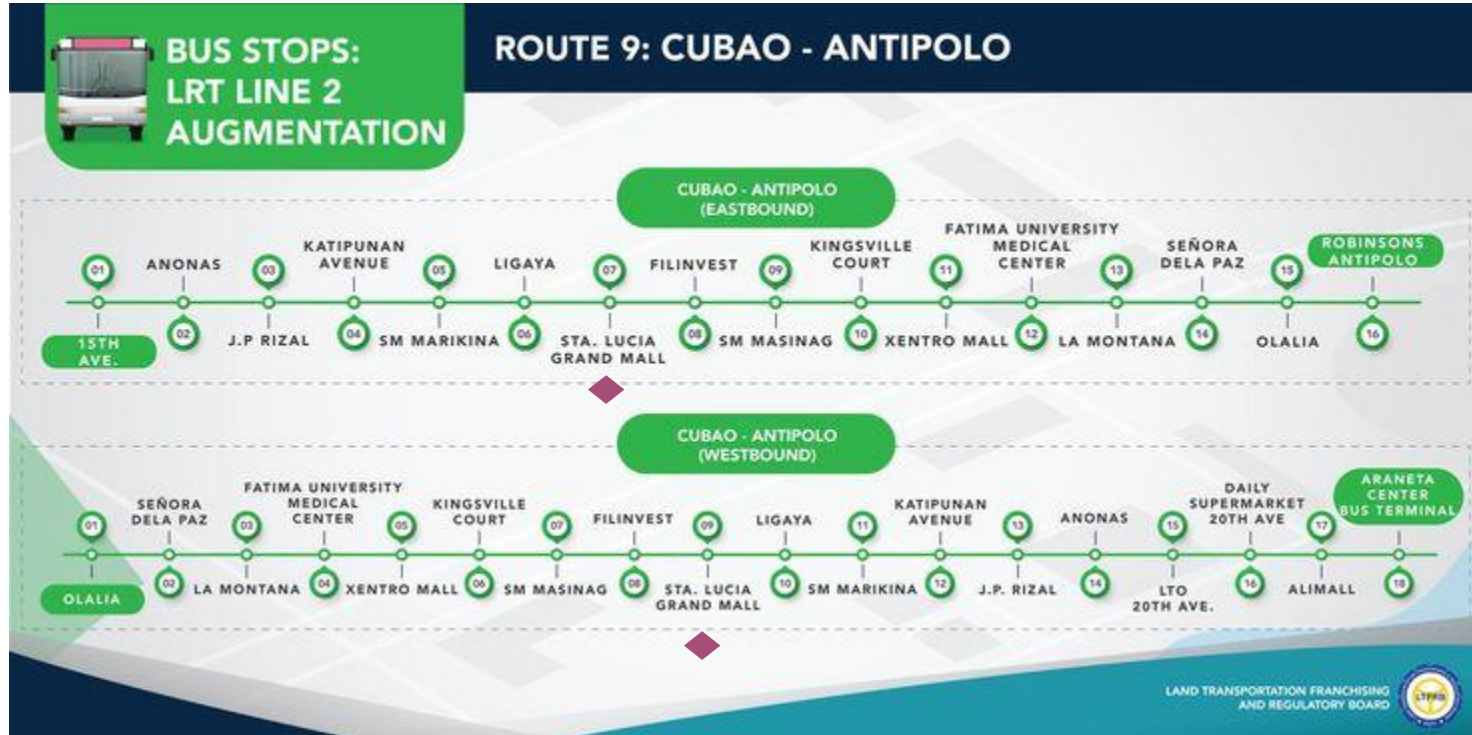 BUS STOPS:
LRT LINE 2
AUGMENTATION
ROUTE 9: CUBAO - ANTIPOLO
CUBAO - ANTIPOLO
(EASTBOUND)
01
15TH
AVE.
ANONAS
02
03
J.P RIZAL
KATIPUNAN
AVENUE
04
05
SM MARIKINA
LIGAYA
06
07
STA. LUCIA
GRAND MALL
FILINVEST
08
09
SM MASINAG
KINGSVILLE
COURT
10
11
XENTRO MALL
FATIMA UNIVERSITY
MEDICAL
CENTER
12
13
LA MONTANA
SEÑORA
DELA PAZ
14
15
OLALIA
ROBINSONS
ANTIPOLO
16
CUBAO - ANTIPOLO
(WESTBOUND)
01
OLALIA
SEÑORA
DELA PAZ
02
03
LA MONTANA
FATIMA UNIVERSITY
MEDICAL
CENTER
04
05
XENTRO MALL
KINGSVILLE
COURT
06
07
SM MASINAG
FILINVEST
08
09
STA. LUCIA
GRAND MALL
LIGAYA
10
11
SM MARIKINA
KATIPUNAN
AVENUE
12
13
J.P. RIZAL
ANONAS
14
15
LTO
20TH AVE.
DAILY
SUPERMARKET
20TH AVE
16
17
ALIMALL
ARANETA
CENTER
BUS TERMINAL
18
LAND TRANSPORTATION FRANCHISING
AND REGULATORY BOARD
LTFRB